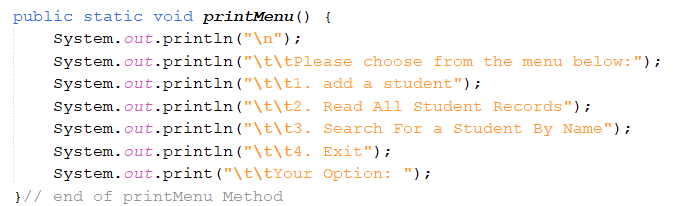 public static void printMenu() {
    System.out.println("\n");
    System.out.println("\t\tPlease choose from the menu below:");
    System.out.println("\t\t1. add a student");
    System.out.println("\t\t2. Read All Student Records");
    System.out.println("\t\t3. Search For a Student By Name");
    System.out.println("\t\t4. Exit");
    System.out.print("\t\tYour Option: ");
}// end of printMenu Method